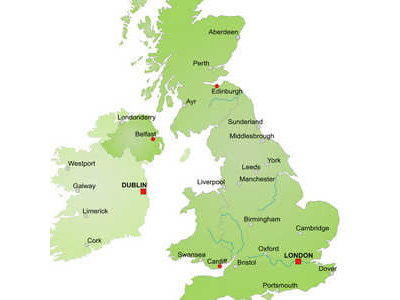 Aberdeen
Perth
Edinburgh
Ayr
Londonderry
Sunderland
Belfast
Middlesbrough
Westport
York
Leeds
Manchester
Liverpool
Galway
DUBLIN
Limerick
Birmingham
Cambridge
Cork
Swansea
Cardiff
Bristol
Oxford
LONDON
Dover
Portsmouth